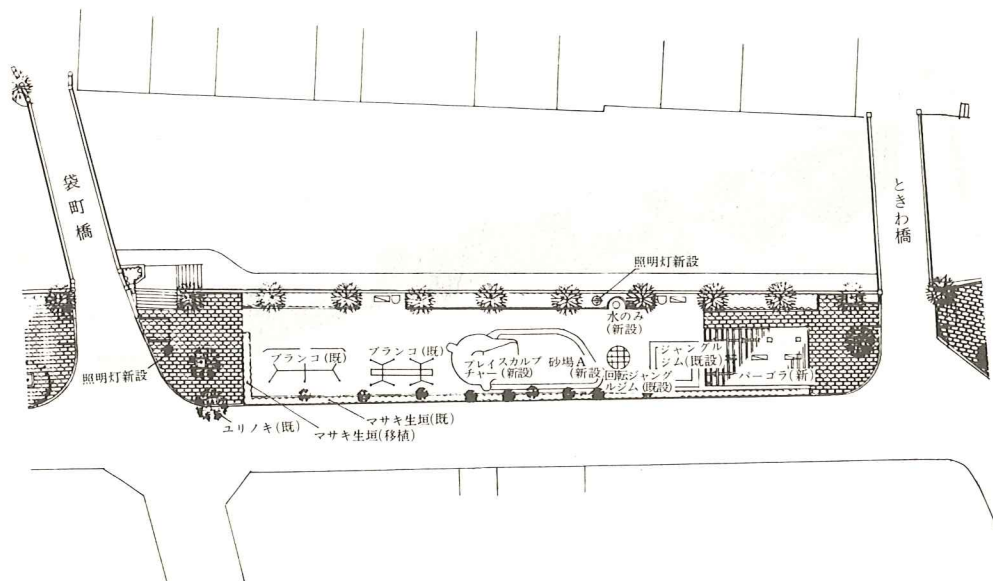 袋町橋
ときわ橋
照明灯新設
水のみ
(新設)
ブランコ(既)
ブランコ(既)
プレイスカルプ
チャー(新設)
砂場A
(新設
ジャングル
ジム(既設)
回転ジャング
ルジム(既設)
パーゴラ(新)
照明灯新設
ユリノキ(既)
マサキ生垣(移植)
マサキ生垣(既)